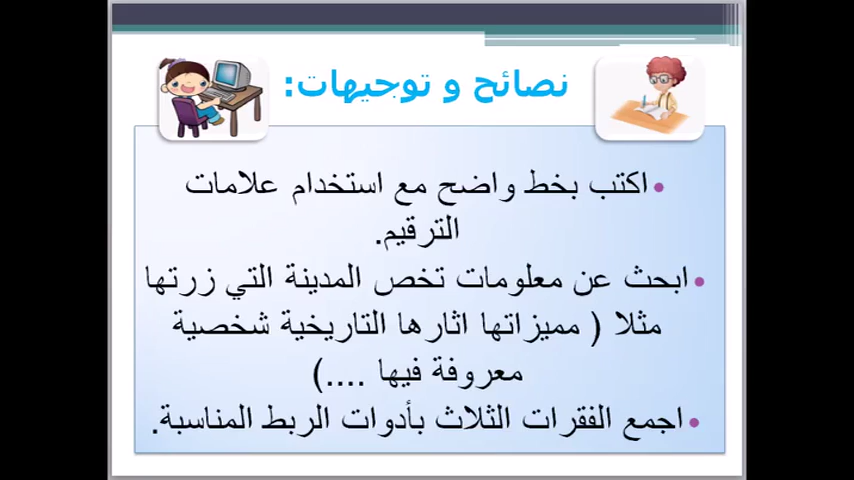 نصائح و توجيهات:
•اكتب بخط واضح مع استخدام علامات
الترقيم.
•ابحث عن معلومات تخص المدينة التي زرتها
مثلا ( مميزاتها اثارها التاريخية شخصية
معروفة فيها ....)
•اجمع الفقرات الثلاث بأدوات الربط المناسبة.